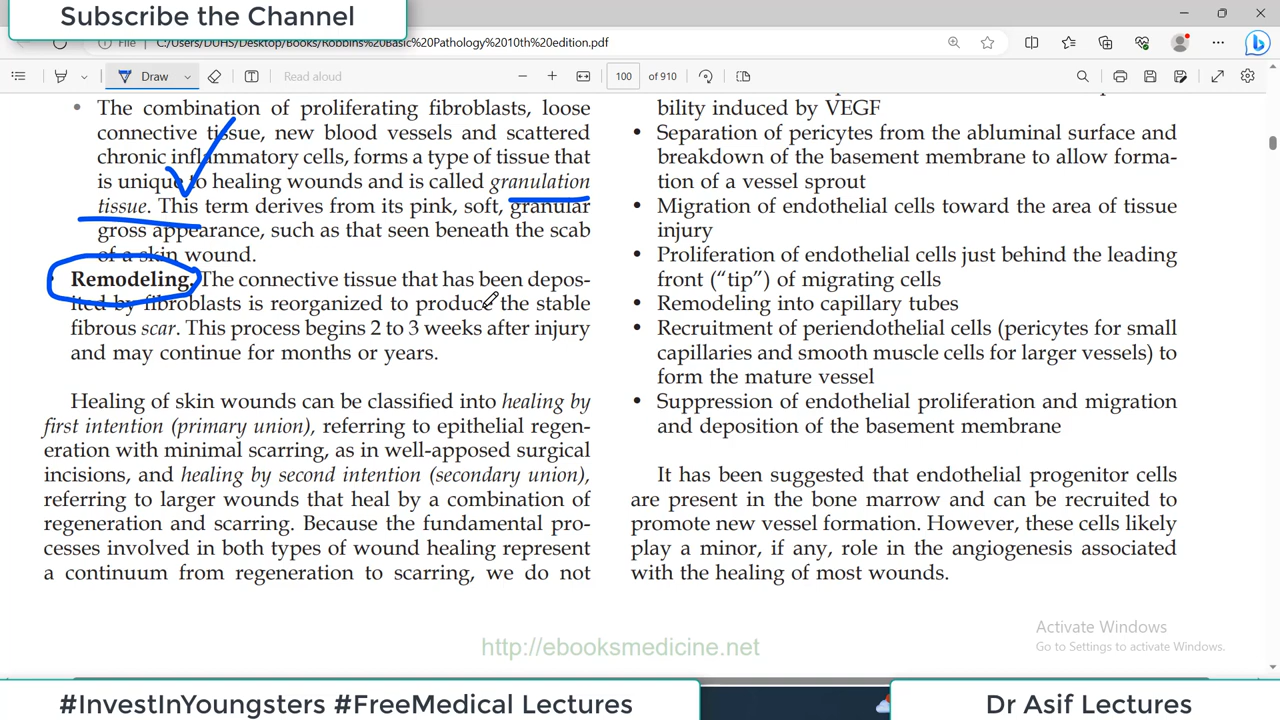 Subscribe the Channel
File
C:/Users/DUHS/Desktop/Books/Robbins%20Basic%20Pathology%2010th%20edition.pdf
Draw
Read aloud
100 of 910
• The combination of proliferating fibroblasts, loose
connective tissue, new blood vessels and scattered
chronic inflammatory cells, forms a type of tissue that
is unique to healing wounds and is called granulation
tissue. This term derives from its pink, soft, granular
gross appearance, such as that seen beneath the scab
of a skin wound.
• Remodeling. The connective tissue that has been depos-
ited by fibroblasts is reorganized to produce the stable
fibrous scar. This process begins 2 to 3 weeks after injury
and may continue for months or years.
Healing of skin wounds can be classified into healing by
first intention (primary union), referring to epithelial regen-
eration with minimal scarring, as in well-apposed surgical
incisions, and healing by second intention (secondary union),
referring to larger wounds that heal by a combination of
regeneration and scarring. Because the fundamental pro-
cesses involved in both types of wound healing represent
a continuum from regeneration to scarring, we do not
bility induced by VEGF
• Separation of pericytes from the abluminal surface and
breakdown of the basement membrane to allow forma-
tion of a vessel sprout
• Migration of endothelial cells toward the area of tissue
injury
• Proliferation of endothelial cells just behind the leading
front (“tip”) of migrating cells
• Remodeling into capillary tubes
• Recruitment of periendothelial cells (pericytes for small
capillaries and smooth muscle cells for larger vessels) to
form the mature vessel
• Suppression of endothelial proliferation and migration
and deposition of the basement membrane
It has been suggested that endothelial progenitor cells
are present in the bone marrow and can be recruited to
promote new vessel formation. However, these cells likely
play a minor, if any, role in the angiogenesis associated
with the healing of most wounds.
http://ebooksmedicine.net
Activate Windows
Go to Settings to activate Windows.
#InvestInYoungsters #FreeMedical Lectures
Dr Asif Lectures